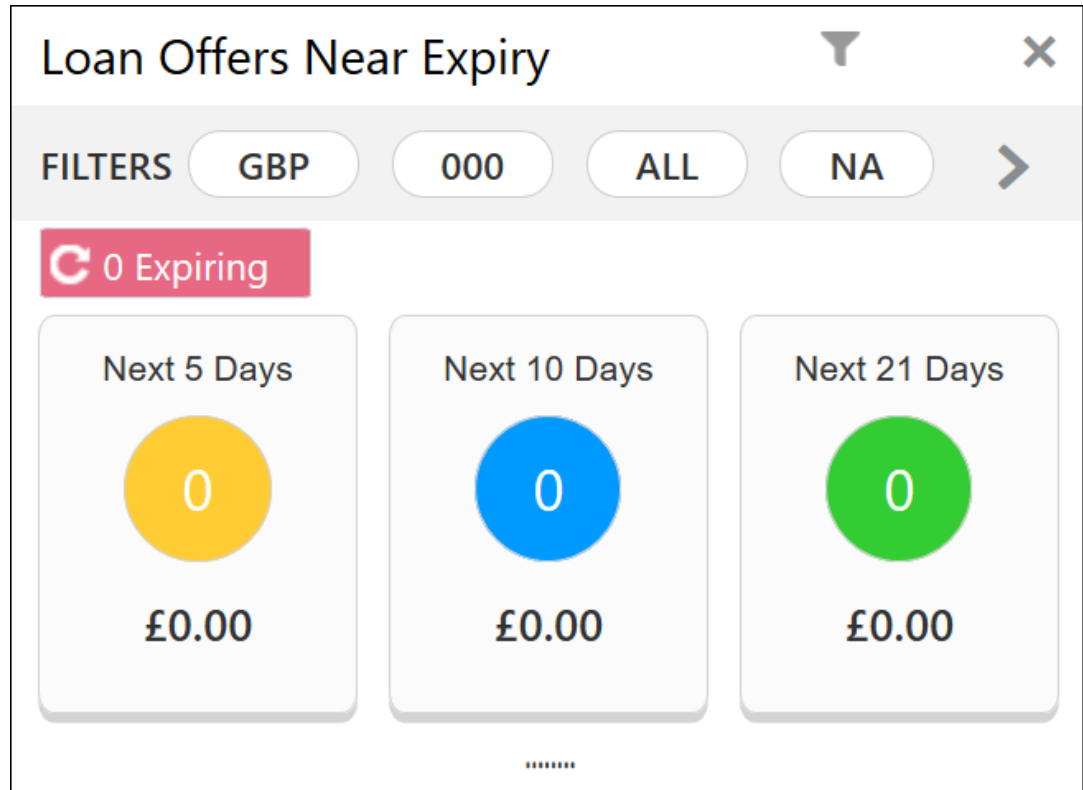 Loan Offers Near Expiry
FILTERS GBP 000 ALL NA
0 Expiring
Next 5 Days Next 10 Days Next 21 Days
0 0 0
£0.00 £0.00 £0.00